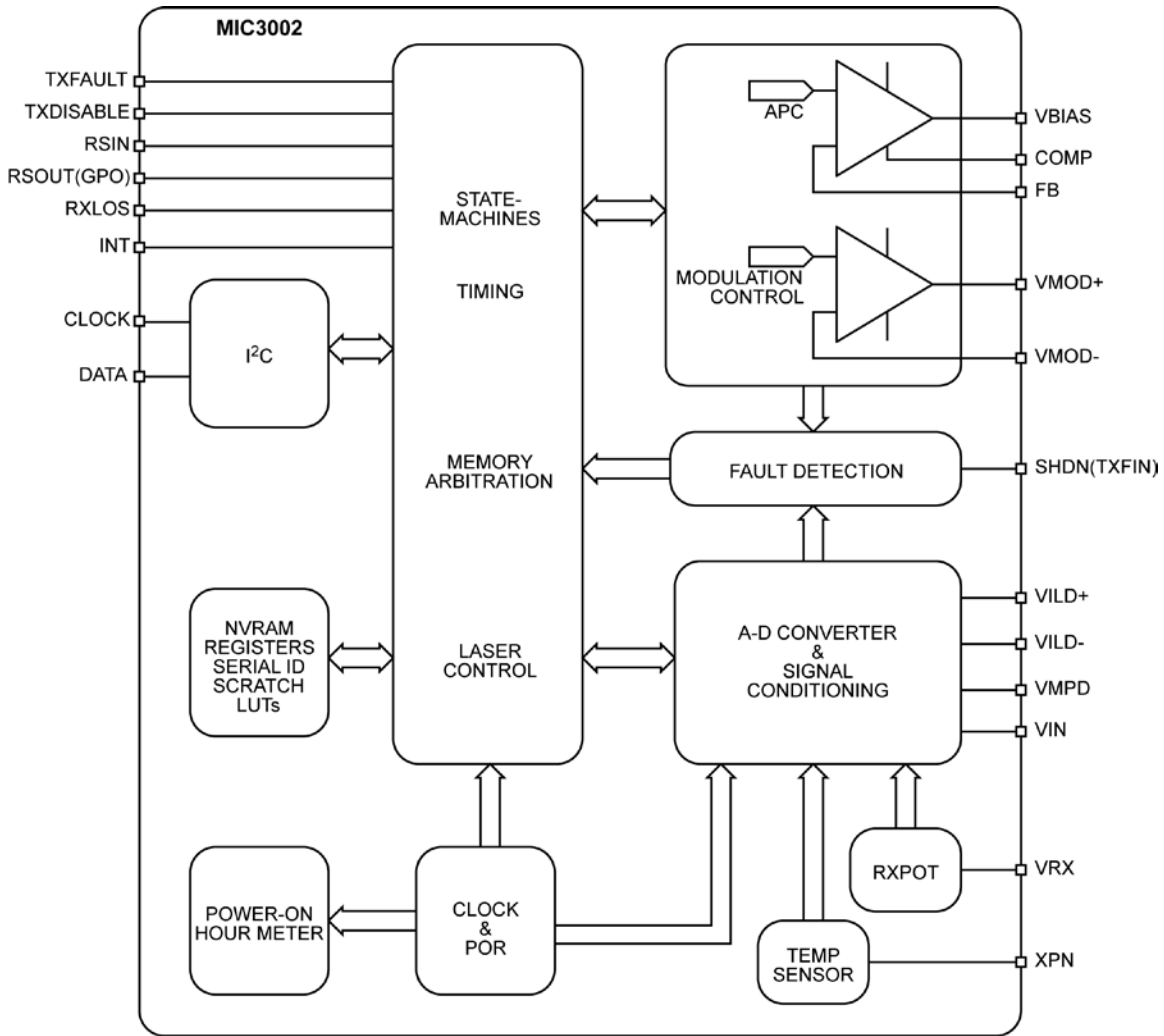 MIC3002
TXFAULT
TXDISABLE
RSIN
RSOUT(GPO)
RXLOS
INT
CLOCK
DATA
I²C
NVRAM
REGISTERS
SERIAL ID
SCRATCH
LUTs
POWER-ON
HOUR METER
STATE-
MACHINES
TIMING
MEMORY
ARBITRATION
LASER
CONTROL
CLOCK
&
POR
APC
MODULATION
CONTROL
FAULT DETECTION
A-D CONVERTER
&
SIGNAL
CONDITIONING
RXPOT
TEMP
SENSOR
VBIAS
COMP
FB
VMOD+
VMOD-
SHDN(TXFIN)
VILD+
VILD-
VMPD
VIN
VRX
XPN